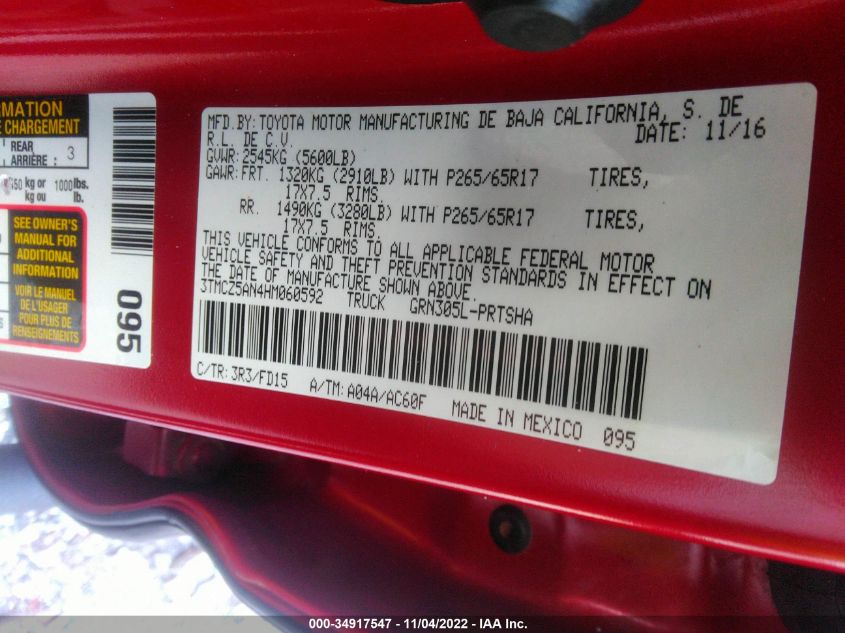 RMATION
E CHARGEMENT
REAR
ARRIÈRE : 3
kg or 1000 lbs.
kg ou lb.
SEE OWNER'S
MANUAL FOR
ADDITIONAL
INFORMATION
VOIR LE MANUEL
DE L'USAGER
POUR PLUS DE
RENSEIGNEMENTS
095
MFD.BY:TOYOTA MOTOR MANUFACTURING DE BAJA CALIFORNIA, S. DE
R.L. DE C.V. DATE: 11/16
GVWR:2545KG (5600LB)
GAWR:FRT. 1320KG (2910LB) WITH P265/65R17 TIRES,
17X7.5 RIMS.
RR. 1490KG (3280LB) WITH P265/65R17 TIRES,
17X7.5 RIMS.
THIS VEHICLE CONFORMS TO ALL APPLICABLE FEDERAL MOTOR
VEHICLE SAFETY AND THEFT PREVENTION STANDARDS IN EFFECT ON
THE DATE OF MANUFACTURE SHOWN ABOVE.
3TMCZ5AN4HM060592 TRUCK GRN305L-PRTSHA
C/TR:3R3/FD15 A/TM:A04A/AC60F MADE IN MEXICO 095
000-34917547 - 11/04/2022 - IAA Inc.